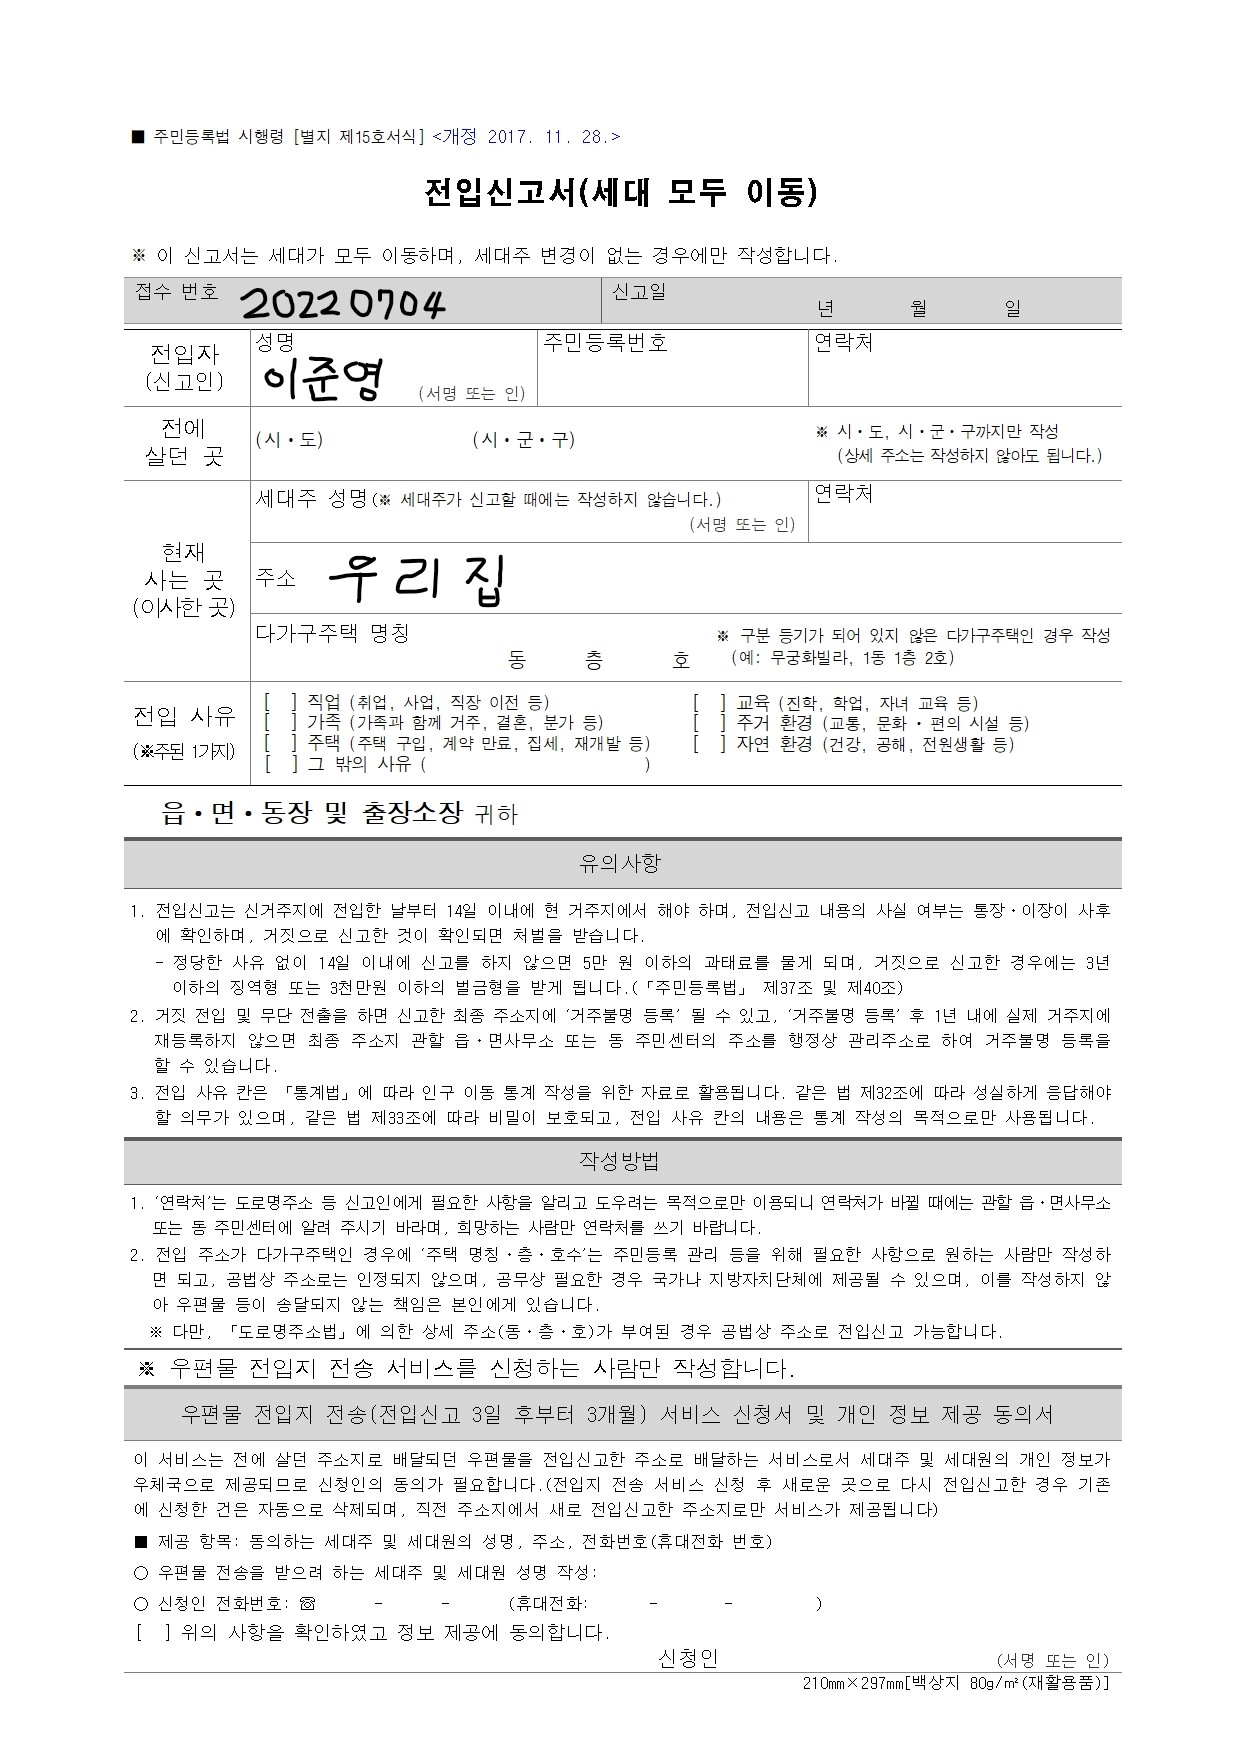 ■ 주민등록법 시행령 [별지 제15호서식] <개정 2017. 11. 28.>
전입신고서(세대 모두 이동)
※ 이 신고서는 세대가 모두 이동하며, 세대주 변경이 없는 경우에만 작성합니다.
접수 번호 20220704 신고일 년 월 일
전입자 (신고인) 성명 이준영 (서명 또는 인) 주민등록번호 연락처
전에 살던 곳 (시·도) (시·군·구) ※ 시·도, 시·군·구까지만 작성
(상세 주소는 작성하지 않아도 됩니다.)
현재 사는 곳 (이사한 곳)
세대주 성명(※ 세대주가 신고할 때에는 작성하지 않습니다.) 연락처
(서명 또는 인)
주소 우리집
다가구주택 명칭 ※ 구분 등기가 되어 있지 않은 다가구주택인 경우 작성
동 층 호 (예: 무궁화빌라, 1동 1층 2호)
전입 사유 (※주된 1가지)
[ ] 직업 (취업, 사업, 직장 이전 등) [ ] 교육 (진학, 학업, 자녀 교육 등)
[ ] 가족 (가족과 함께 거주, 결혼, 분가 등) [ ] 주거 환경 (교통, 문화·편의 시설 등)
[ ] 주택 (주택 구입, 계약 만료, 집세, 재개발 등) [ ] 자연 환경 (건강, 공해, 전원생활 등)
[ ] 그 밖의 사유 ( )
읍·면·동장 및 출장소장 귀하
유의사항
1. 전입신고는 신거주지에 전입한 날부터 14일 이내에 현 거주지에서 해야 하며, 전입신고 내용의 사실 여부는 통장·이장이 사후
에 확인하며, 거짓으로 신고한 것이 확인되면 처벌을 받습니다.
- 정당한 사유 없이 14일 이내에 신고를 하지 않으면 5만 원 이하의 과태료를 물게 되며, 거짓으로 신고한 경우에는 3년
이하의 징역형 또는 3천만원 이하의 벌금형을 받게 됩니다.(「주민등록법」 제37조 및 제40조)
2. 거짓 전입 및 무단 전출을 하면 신고한 최종 주소지에 ‘거주불명 등록’ 될 수 있고, ‘거주불명 등록’ 후 1년 내에 실제 거주지에
재등록하지 않으면 최종 주소지 관할 읍·면사무소 또는 동 주민센터의 주소를 행정상 관리주소로 하여 거주불명 등록을
할 수 있습니다.
3. 전입 사유 칸은 「통계법」에 따라 인구 이동 통계 작성을 위한 자료로 활용됩니다. 같은 법 제32조에 따라 성실하게 응답해야
할 의무가 있으며, 같은 법 제33조에 따라 비밀이 보호되고, 전입 사유 칸의 내용은 통계 작성의 목적으로만 사용됩니다.
작성방법
1. ‘연락처’는 도로명주소 등 신고인에게 필요한 사항을 알리고 도우려는 목적으로만 이용되니 연락처가 바뀔 때에는 관할 읍·면사무소
또는 동 주민센터에 알려 주시기 바라며, 희망하는 사람만 연락처를 쓰기 바랍니다.
2. 전입 주소가 다가구주택인 경우에 ‘주택 명칭·층·호수’는 주민등록 관리 등을 위해 필요한 사항으로 원하는 사람만 작성하
면 되고, 공법상 주소로는 인정되지 않으며, 공무상 필요한 경우 국가나 지방자치단체에 제공될 수 있으며, 이를 작성하지 않
아 우편물 등이 송달되지 않는 책임은 본인에게 있습니다.
※ 다만, 「도로명주소법」에 의한 상세 주소(동·층·호)가 부여된 경우 공법상 주소로 전입신고 가능합니다.
※ 우편물 전입지 전송 서비스를 신청하는 사람만 작성합니다.
우편물 전입지 전송(전입신고 3일 후부터 3개월) 서비스 신청서 및 개인 정보 제공 동의서
이 서비스는 전에 살던 주소지로 배달되던 우편물을 전입신고한 주소로 배달하는 서비스로서 세대주 및 세대원의 개인 정보가
우체국으로 제공되므로 신청인의 동의가 필요합니다.(전입지 전송 서비스 신청 후 새로운 곳으로 다시 전입신고한 경우 기존
에 신청한 건은 자동으로 삭제되며, 직전 주소지에서 새로 전입신고한 주소지로만 서비스가 제공됩니다)
■ 제공 항목: 동의하는 세대주 및 세대원의 성명, 주소, 전화번호(휴대전화 번호)
○ 우편물 전송을 받으려 하는 세대주 및 세대원 성명 작성:
○ 신청인 전화번호: ☏ - - (휴대전화: - - )
[ ] 위의 사항을 확인하였고 정보 제공에 동의합니다.
신청인 (서명 또는 인)
210㎜×297㎜[백상지 80g/㎡(재활용품)]